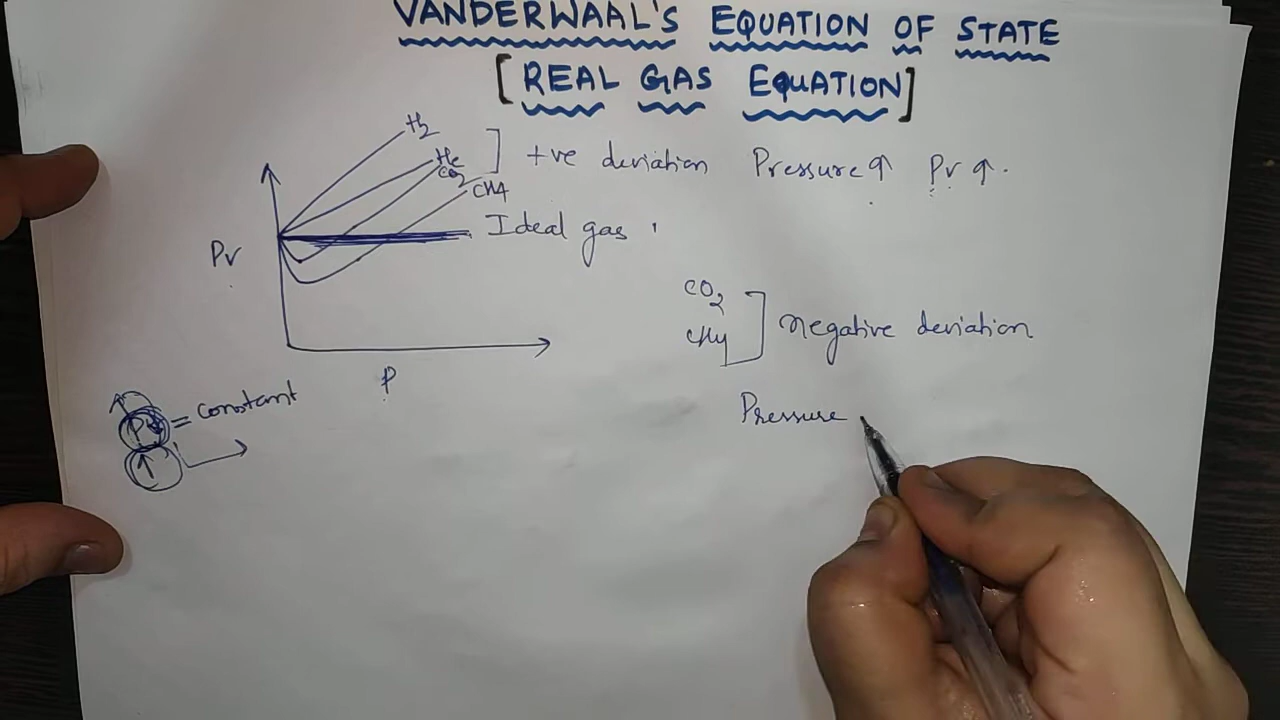 VANDERWAAL'S EQUATION OF STATE
[REAL GAS EQUATION]
H2
He
CO2
CH4
] +ve deviation Pressure ↑ Pv ↑.
Ideal gas
Pv
P
CO2
CH4
] negative deviation
= constant
Pressure